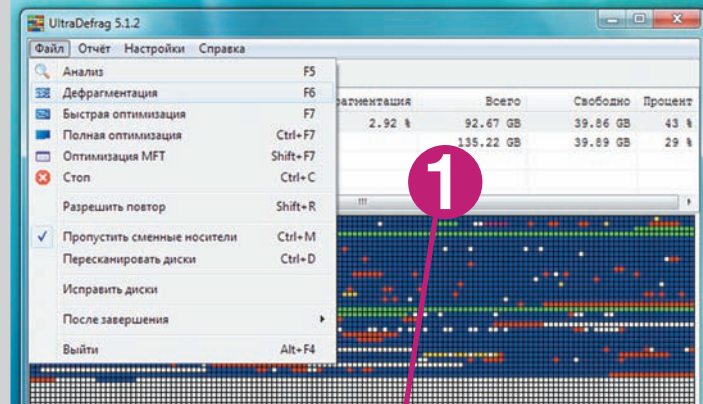 UltraDefrag 5.1.2
Файл Отчёт Настройки Справка
Анализ F5
Дефрагментация F6
Быстрая оптимизация F7
Полная оптимизация Ctrl+F7
Оптимизация MFT Shift+F7
Стоп Ctrl+C
Разрешить повтор Shift+R
Пропустить сменные носители Ctrl+M
Пересканировать диски Ctrl+D
Исправить диски
После завершения
Выйти Alt+F4
Всего Свободно Процент
2.92 % 92.67 GB 39.86 GB 43 %
135.22 GB 39.89 GB 29 %
1